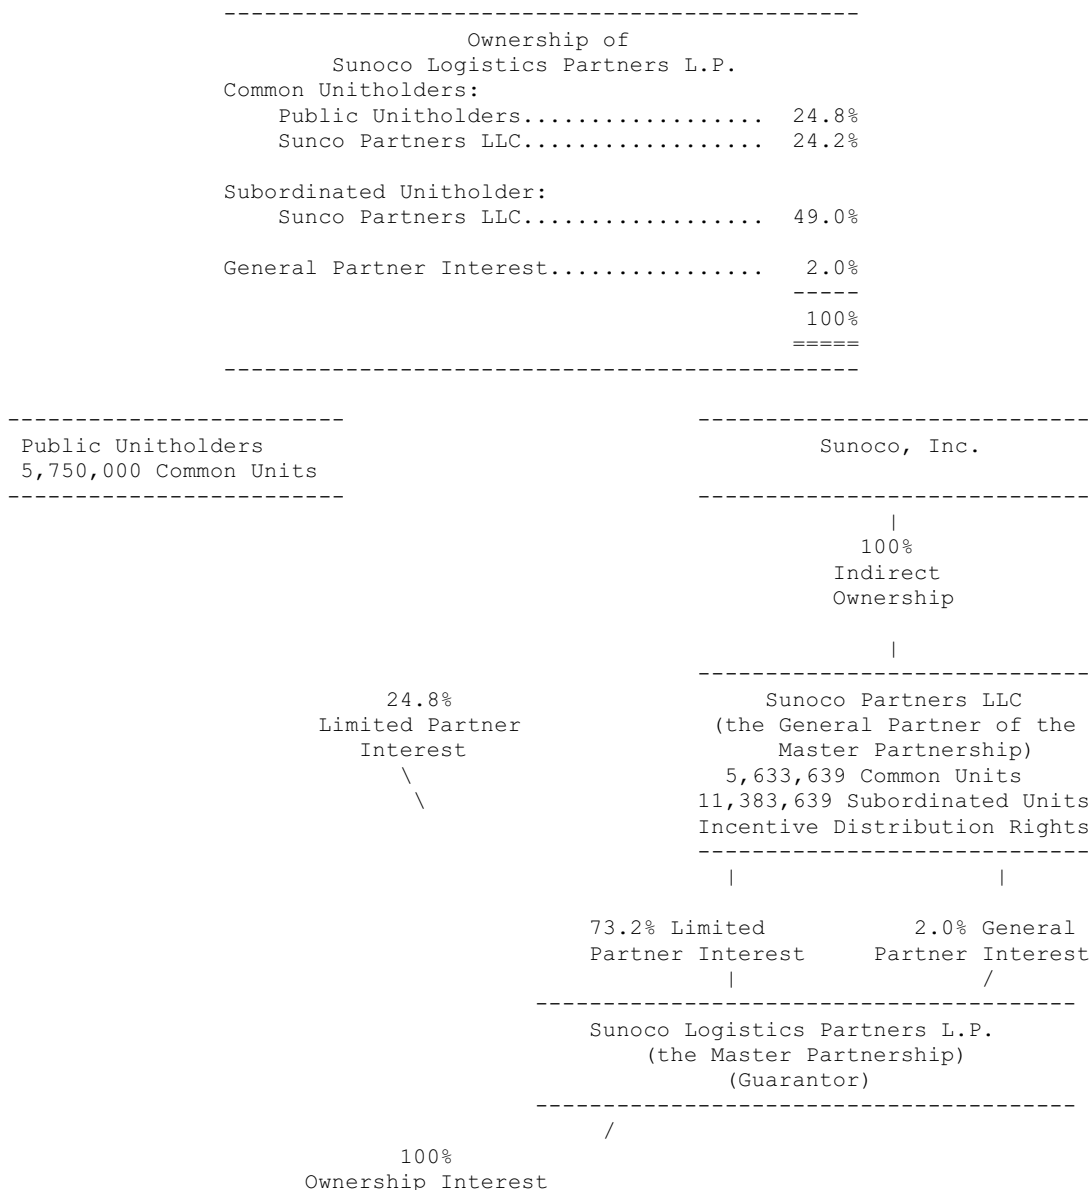 -----------------------------------------------
Ownership of
Sunoco Logistics Partners L.P.
Common Unitholders:
Public Unitholders.................. 24.8%
Sunco Partners LLC.................. 24.2%
Subordinated Unitholder:
Sunco Partners LLC.................. 49.0%
General Partner Interest................ 2.0%
-----
100%
=====
-----------------------------------------------
------------------------- -----------------------------
Public Unitholders Sunoco, Inc.
5,750,000 Common Units
------------------------- -----------------------------
|
100%
Indirect
Ownership
|
-----------------------------
24.8% Sunoco Partners LLC
Limited Partner (the General Partner of the
Interest Master Partnership)
\ 5,633,639 Common Units
\ 11,383,639 Subordinated Units
Incentive Distribution Rights
-----------------------------
| |
73.2% Limited 2.0% General
Partner Interest Partner Interest
| /
----------------------------------------
Sunoco Logistics Partners L.P.
(the Master Partnership)
(Guarantor)
----------------------------------------
/
100%
Ownership Interest